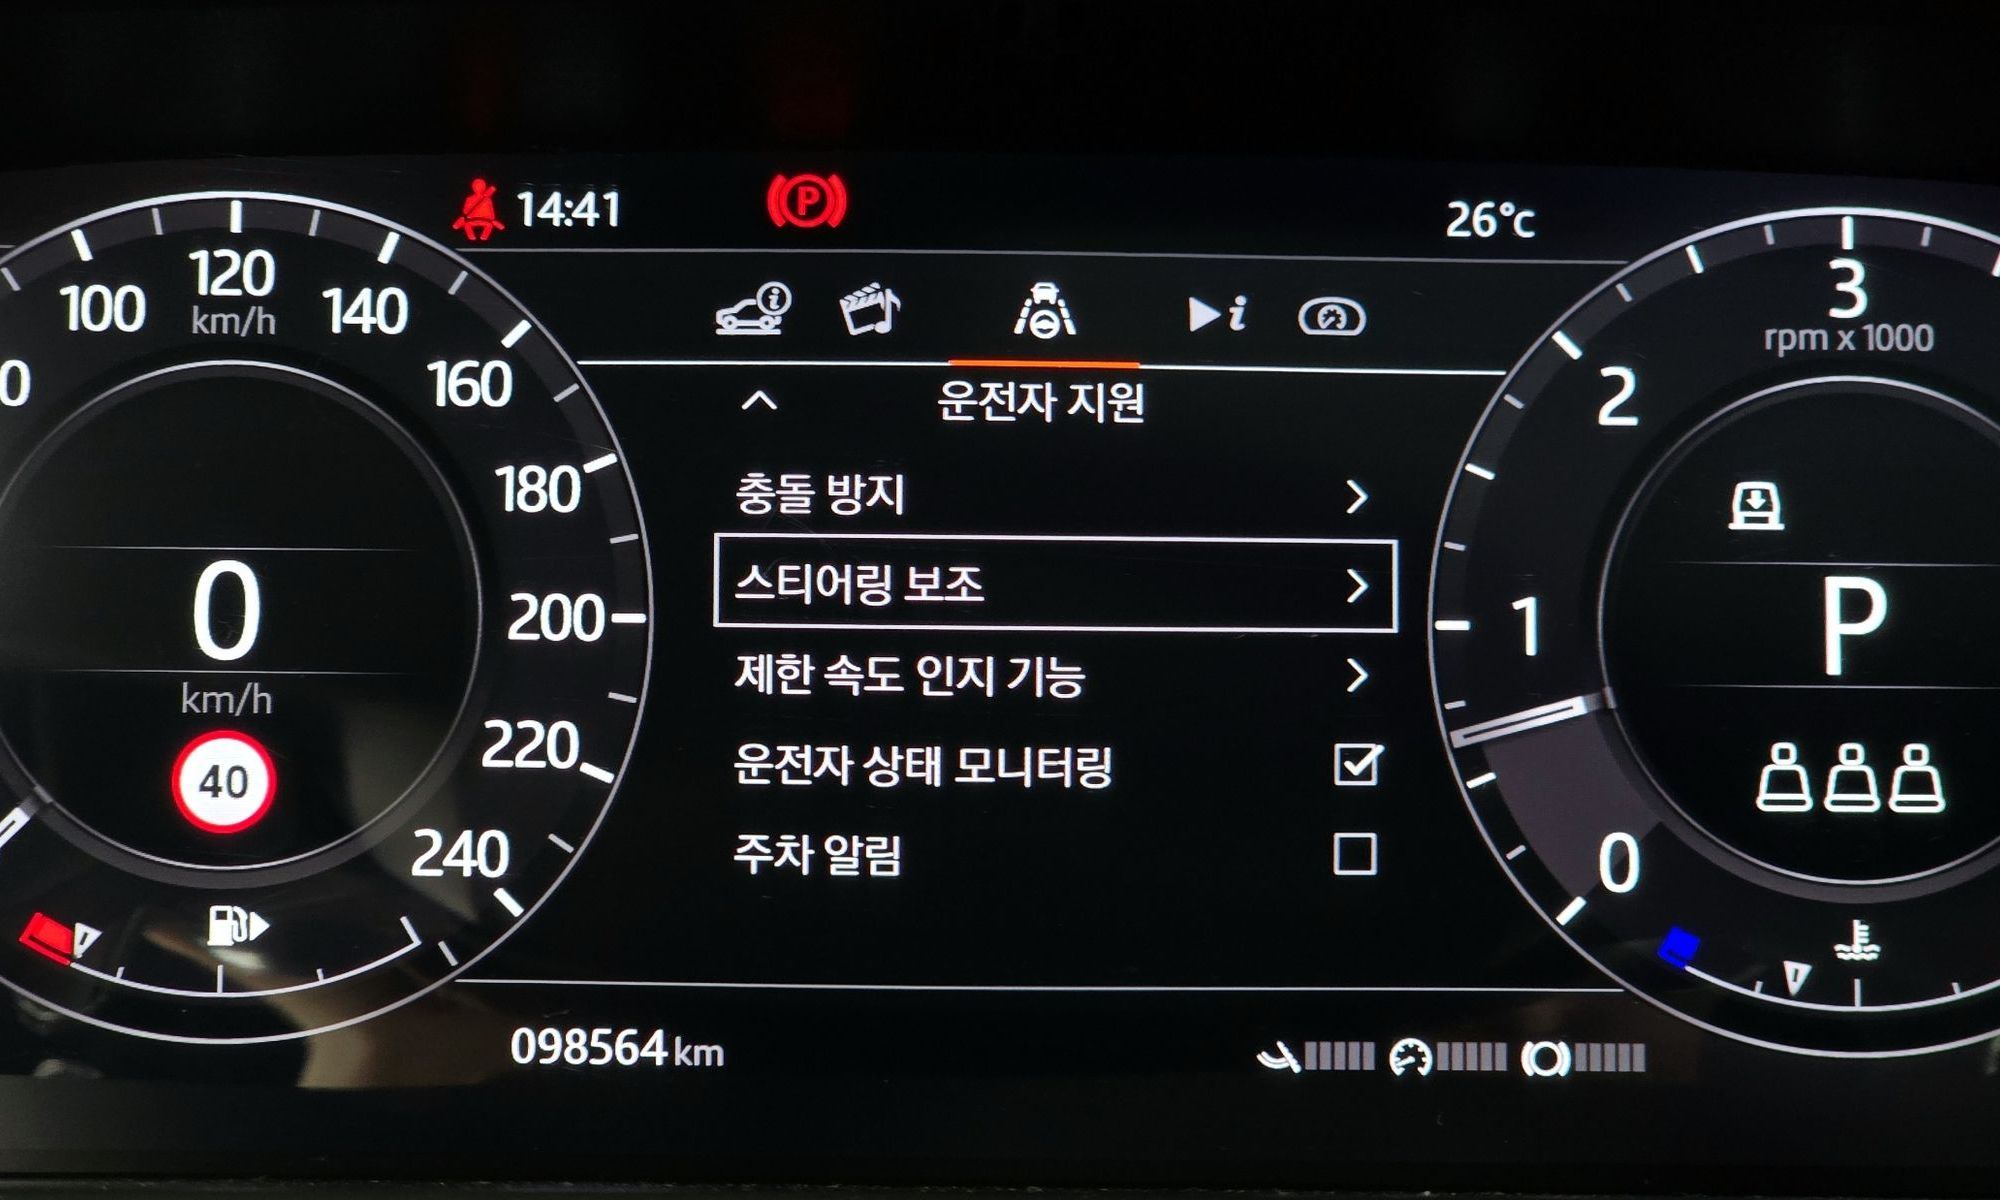 14:41
P
26°C
100
120
km/h
140
160
180
200
220
240
0
km/h
40
운전자 지원
충돌 방지
스티어링 보조
제한 속도 인지 기능
운전자 상태 모니터링
주차 알림
3
rpm x 1000
2
1
0
P
098564 km